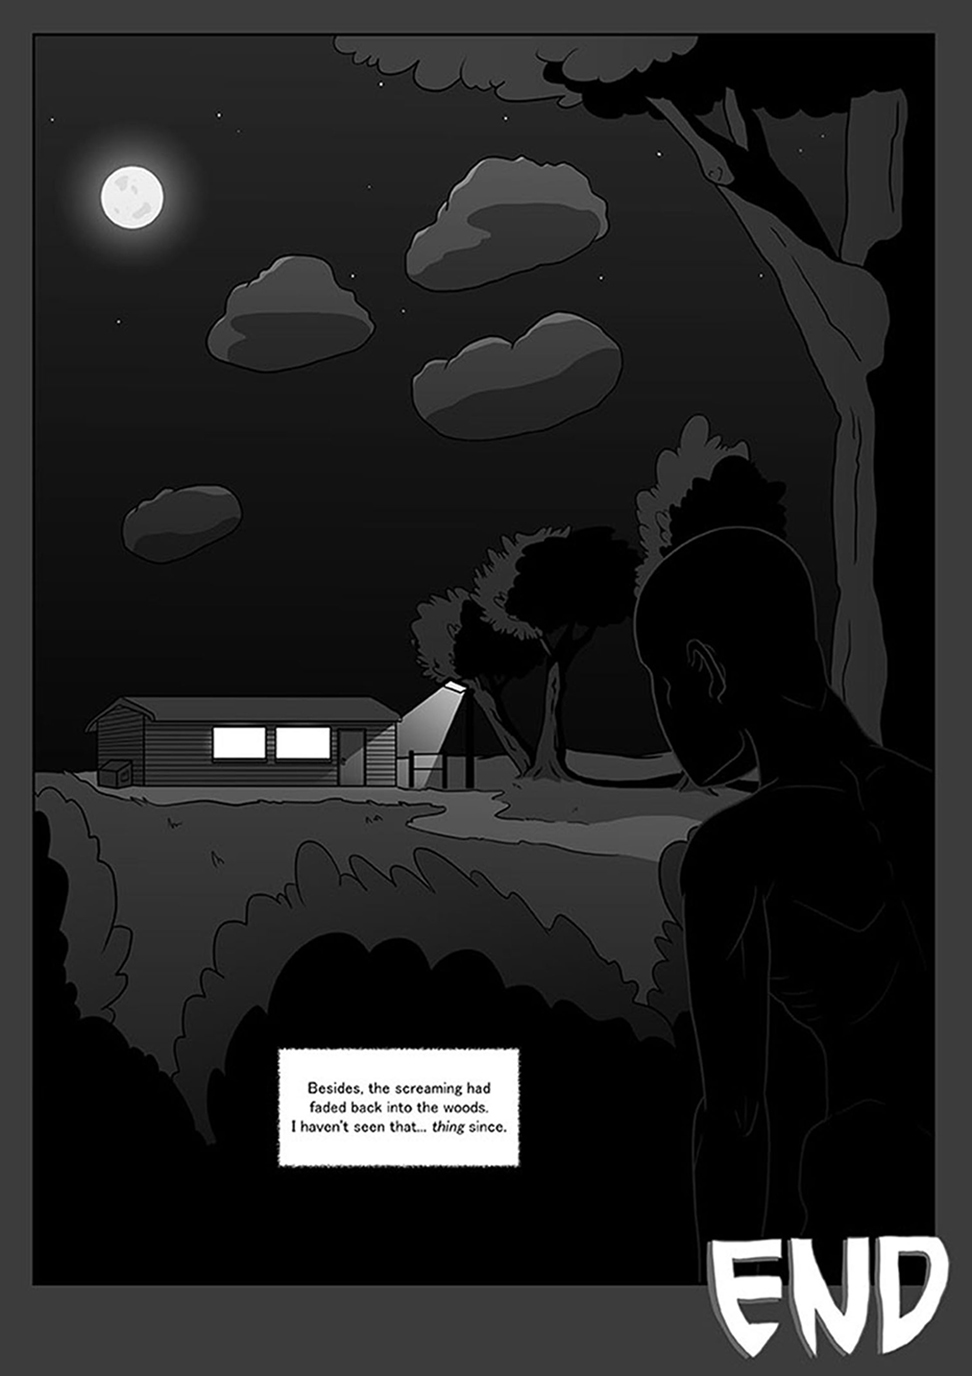 Besides, the screaming had
faded back into the woods.
I haven't seen that... thing since.
END